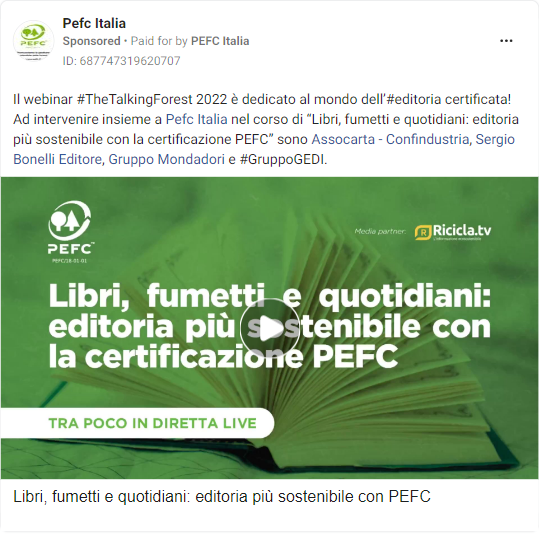 Pefc Italia
Sponsored • Paid for by PEFC Italia
ID: 687747319620707
Il webinar #TheTalkingForest 2022 è dedicato al mondo dell'#editoria certificata!
Ad intervenire insieme a Pefc Italia nel corso di "Libri, fumetti e quotidiani: editoria
più sostenibile con la certificazione PEFC" sono Assocarta - Confindustria, Sergio
Bonelli Editore, Gruppo Mondadori e #GruppoGEDI.
PEFC™
PEFC/18-01-01
Media partner:
Ricicla.tv
Libri, fumetti e quotidiani:
editoria più sostenibile con
la certificazione PEFC
TRA POCO IN DIRETTA LIVE
Libri, fumetti e quotidiani: editoria più sostenibile con PEFC